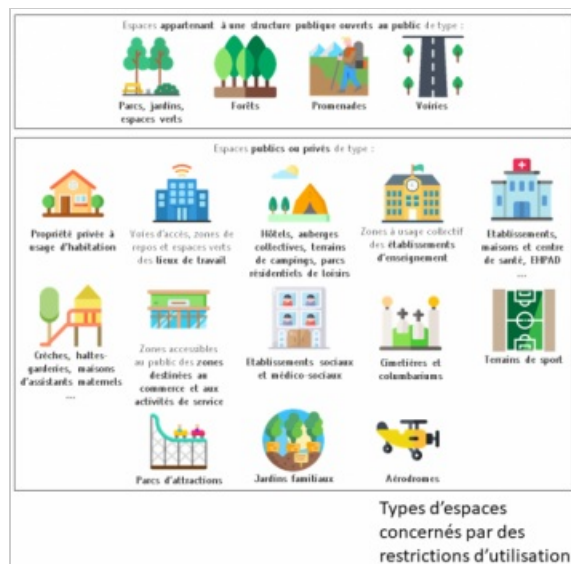 Espaces appartenant à une structure publique ouverts au public de type :
Parcs, jardins,
espaces verts
Forêts
Promenades
Voiries
Espaces publics ou privés de type :
Propriété privée à
usage d'habitation
Voies d'accès, zones de
repos et espaces verts
des lieux de travail
Hôtels, auberges
collectives, terrains
de campings, parcs
résidentiels de loisirs
Zones à usage collectif
des établissements
d'enseignement
Etablissements,
maisons et centre
de santé, EHPAD
....
Crèches, haltes-
garderies, maisons
d'assistants maternels
...
Zones accessibles
au public des zones
destinées au
commerce et aux
activités de service
Etablissements sociaux
et médico-sociaux
Cimetières et
columbariums
Terrains de sport
Parcs d'attractions
Jardins familiaux
Aérodromes
Types d'espaces
concernés par des
restrictions d'utilisation